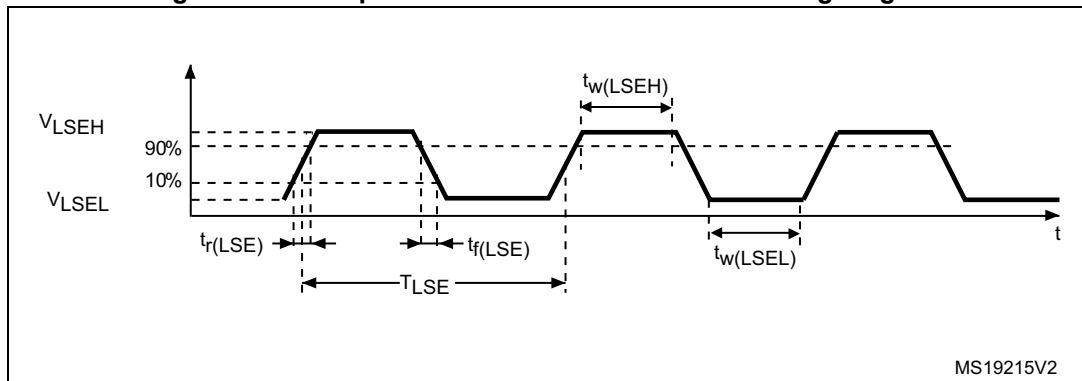 tw(LSEH)
VLSEH
90%
10%
VLSEL
tr(LSE)
tf(LSE)
TLSE
tw(LSEL)
t
MS19215V2